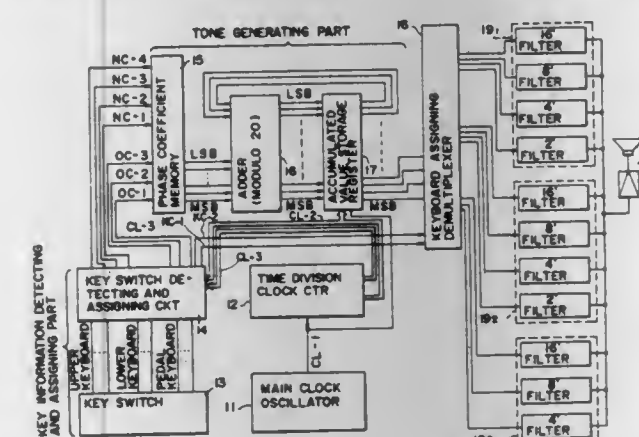 TONE GENERATING PART
15
NC-4
NC-3
NC-2
NC-1
OC-3
OC-2
OC-1
PHASE COEFFICIENT
MEMORY
LSB
MSB
ADDER
(MODULO 20)
16
LSB
MSB
ACCUMULATED
VALUE STORAGE
REGISTER
17
MSB
KEYBOARD ASSIGNING
DEMULTIPLEXER
CL-3
KC-1
KC-2
CL-2
CL-3
KEY INFORMATION DETECTING
AND ASSIGNING PART
KEY SWITCH DE-
TECTING AND
ASSIGNING CKT
14
TIME DIVISION
CLOCK CTR
12
UPPER
KEYBOARD
LOWER
KEYBOARD
PEDAL
KEYBOARD
13
KEY SWITCH
CL-1
11
MAIN CLOCK
OSCILLATOR
16'
FILTER
8'
FILTER
4'
FILTER
2'
FILTER
16'
FILTER
8'
FILTER
4'
FILTER
2'
FILTER
16'
FILTER
8'
FILTER
4'
FILTER